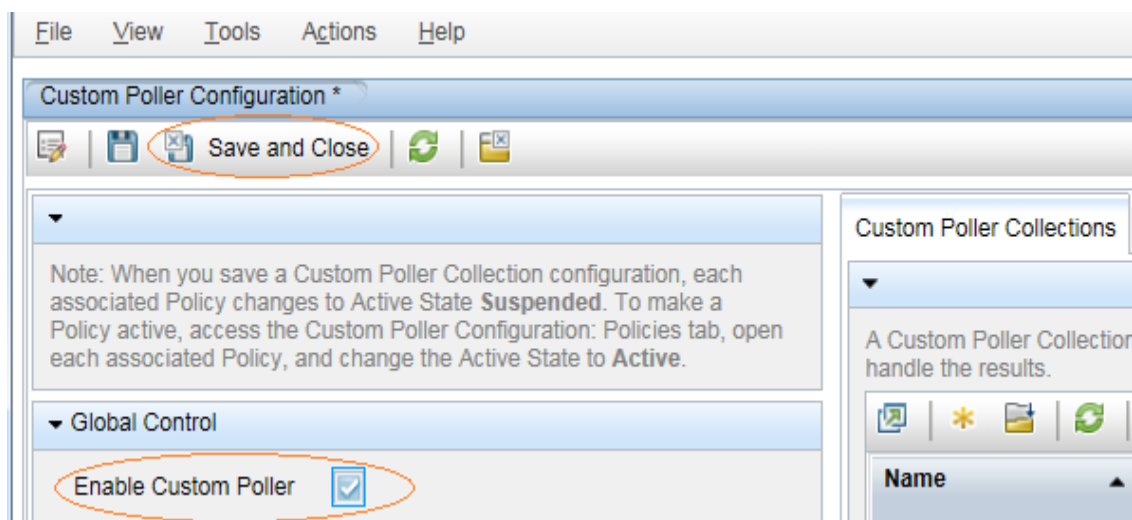 File View Tools Actions Help
Custom Poller Configuration *
Save and Close
Note: When you save a Custom Poller Collection configuration, each
associated Policy changes to Active State Suspended. To make a
Policy active, access the Custom Poller Configuration: Policies tab, open
each associated Policy, and change the Active State to Active.
Global Control
Enable Custom Poller
Custom Poller Collections
A Custom Poller Collection
handle the results.
Name